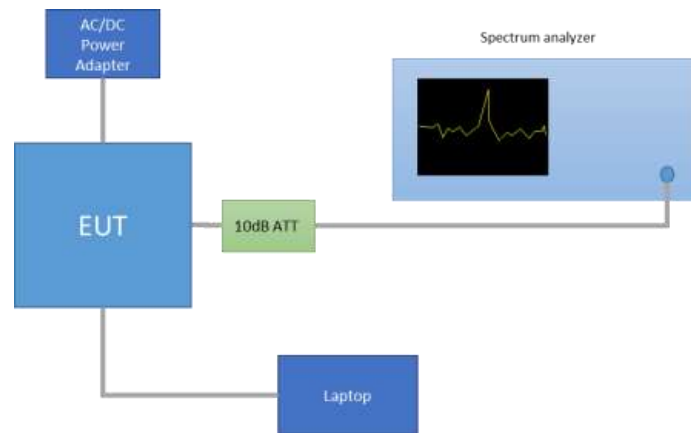 AC/DC
Power
Adapter
Spectrum analyzer
EUT
10dB ATT
Laptop